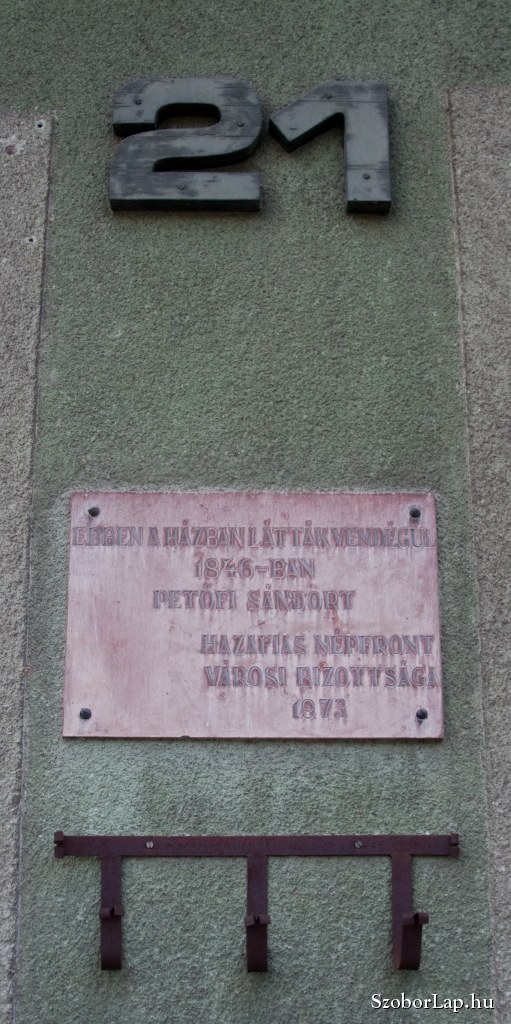 21
EBBEN A HÁZBAN LÁTTÁK VENDÉGÜL
1846-BAN
PETŐFI SÁNDORT
HAZAFIAS NÉPFRONT
VÁROSI BIZOTTSÁGA
1973
SzoborLap.hu